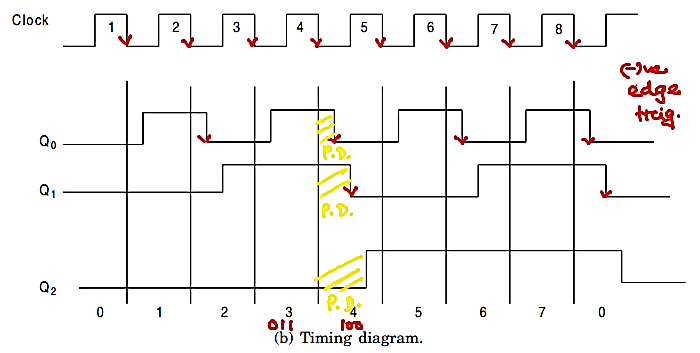 Clock 1 2 3 4 5 6 7 8
(-)ve
edge
Q0
P.D.
Q1
P.D.
Q2
P.D.
0 1 2 3 4 5 6 7 0
011 100
(b) Timing diagram.